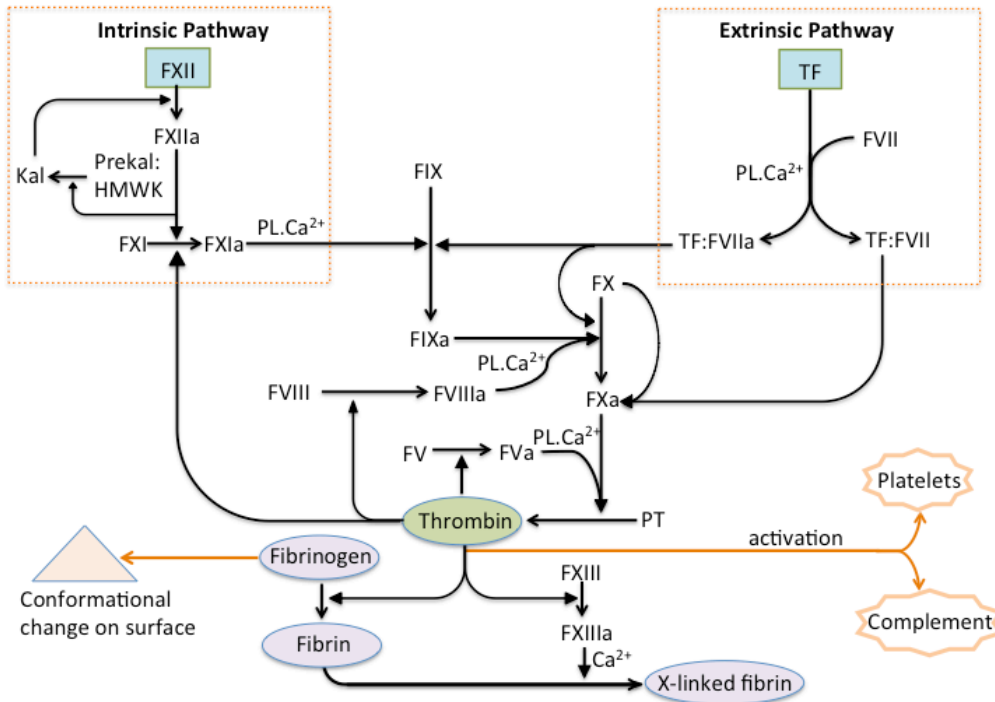 Intrinsic Pathway
Extrinsic Pathway
FXII
TF
FXIIa
FVII
Prekal:
HMWK
Kal
PL.Ca²⁺
FIX
FXI
FXIa
PL.Ca²⁺
TF:FVIIa
TF:FVII
FX
FIXa
PL.Ca²⁺
FVIII
FVIIIa
FXa
FV
FVa
PL.Ca²⁺
Platelets
Thrombin
PT
activation
Fibrinogen
FXIII
Conformational
change on surface
Complement
Fibrin
FXIIIa
Ca²⁺
X-linked fibrin